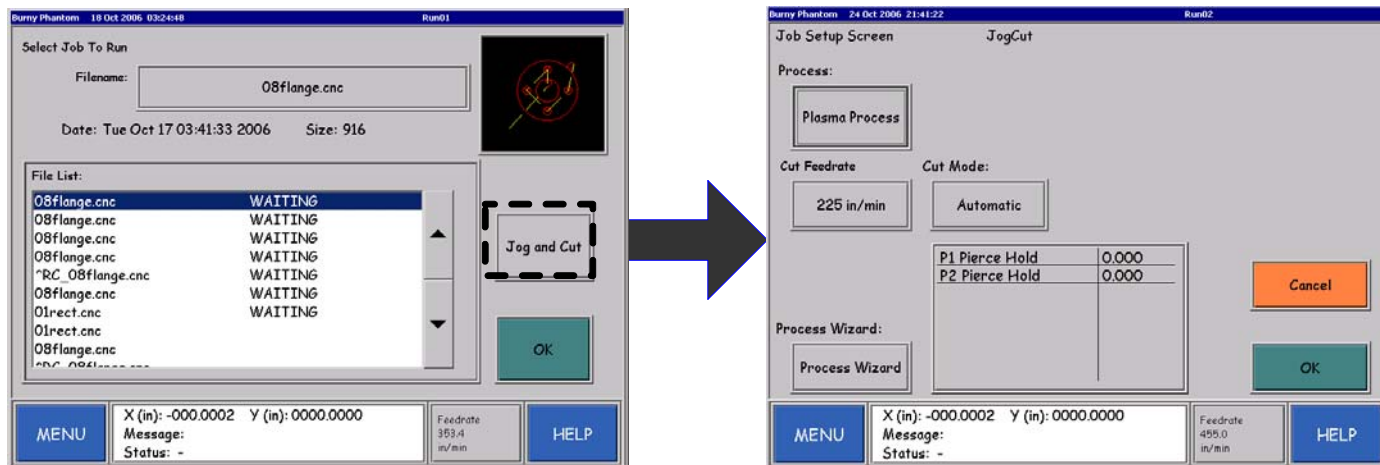 Burny Phantom 18 Oct 2006 03:24:48 Run01
Select Job To Run
Filename:
08flange.cnc
Date: Tue Oct 17 03:41:33 2006 Size: 916
File List:
08flange.cnc WAITING
08flange.cnc WAITING
08flange.cnc WAITING
08flange.cnc WAITING
^RC_08flange.cnc WAITING
08flange.cnc WAITING
01rect.cnc WAITING
01rect.cnc
08flange.cnc
Jog and Cut
OK
MENU
X (in): -000.0002 Y (in): 0000.0000
Message:
Status: -
Feedrate
353.4
in/min
HELP
Burny Phantom 24 Oct 2006 21:41:22 Run02
Job Setup Screen JogCut
Process:
Plasma Process
Cut Feedrate Cut Mode:
225 in/min Automatic
P1 Pierce Hold 0.000
P2 Pierce Hold 0.000
Cancel
Process Wizard:
Process Wizard
OK
MENU
X (in): -000.0002 Y (in): 0000.0000
Message:
Status: -
Feedrate
455.0
in/min
HELP